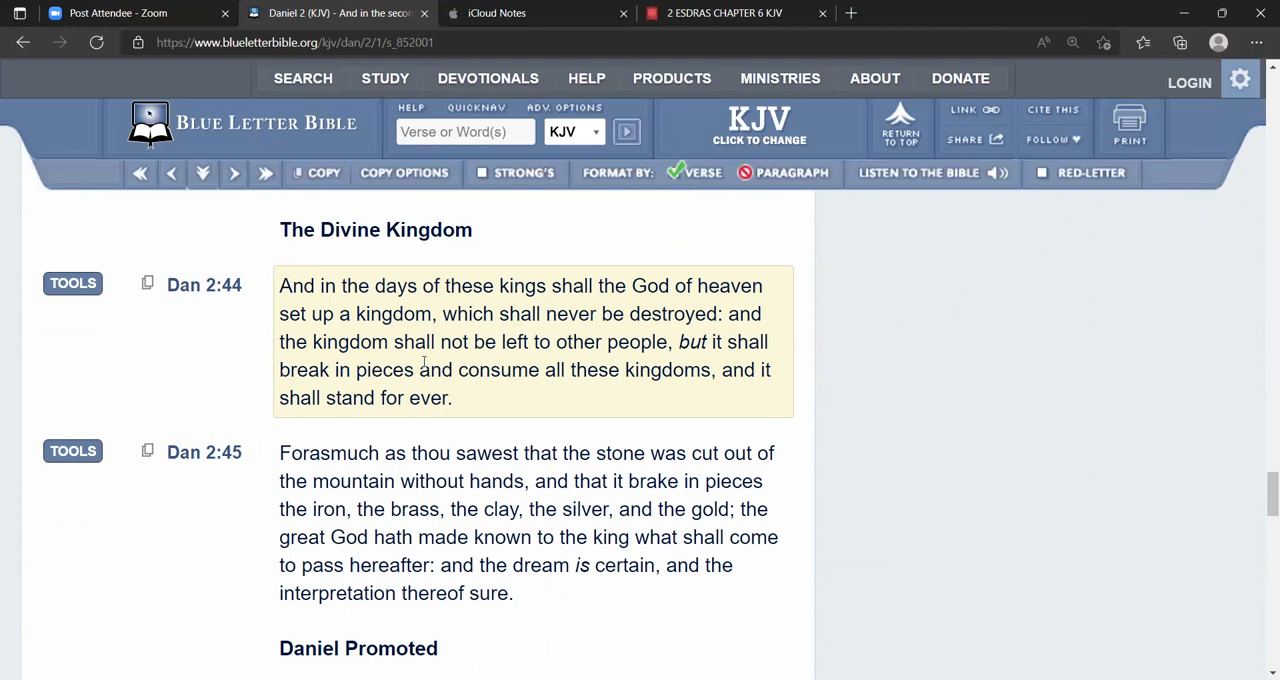 Post Attendee - Zoom
Daniel 2 (KJV) - And in the secon
iCloud Notes
2 ESDRAS CHAPTER 6 KJV
https://www.blueletterbible.org/kjv/dan/2/1/s_852001
SEARCH STUDY DEVOTIONALS HELP PRODUCTS MINISTRIES ABOUT DONATE LOGIN
BLUE LETTER BIBLE
HELP QUICKNAV ADV. OPTIONS
Verse or Word(s) KJV
KJV
CLICK TO CHANGE
RETURN
TO TOP
LINK CITE THIS
SHARE FOLLOW
PRINT
COPY COPY OPTIONS STRONG'S FORMAT BY: VERSE PARAGRAPH LISTEN TO THE BIBLE RED-LETTER
The Divine Kingdom
TOOLS Dan 2:44
And in the days of these kings shall the God of heaven
set up a kingdom, which shall never be destroyed: and
the kingdom shall not be left to other people, but it shall
break in pieces and consume all these kingdoms, and it
shall stand for ever.
TOOLS Dan 2:45
Forasmuch as thou sawest that the stone was cut out of
the mountain without hands, and that it brake in pieces
the iron, the brass, the clay, the silver, and the gold; the
great God hath made known to the king what shall come
to pass hereafter: and the dream is certain, and the
interpretation thereof sure.
Daniel Promoted